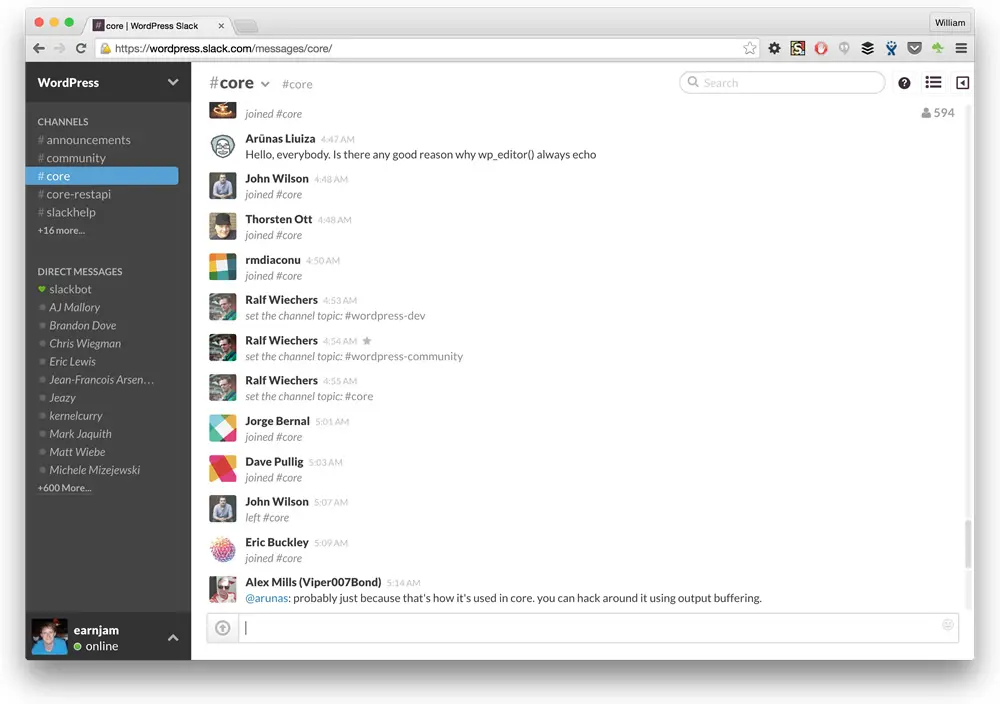 core | WordPress Slack
William
https://wordpress.slack.com/messages/core/
WordPress
CHANNELS
# announcements
# community
# core
# core-restapi
# slackhelp
+16 more...
DIRECT MESSAGES
slackbot
AJ Mallory
Brandon Dove
Chris Wiegman
Eric Lewis
Jean-Francois Arsen...
Jeazy
kernelcurry
Mark Jaquith
Matt Wiebe
Michele Mizejewski
+600 More...
earnjam
online
#core #core
Search
594
joined #core
Arūnas Liuiza 4:47 AM
Hello, everybody. Is there any good reason why wp_editor() always echo
John Wilson 4:48 AM
joined #core
Thorsten Ott 4:48 AM
joined #core
rmdiaconu 4:50 AM
joined #core
Ralf Wiechers 4:53 AM
set the channel topic: #wordpress-dev
Ralf Wiechers 4:54 AM
set the channel topic: #wordpress-community
Ralf Wiechers 4:55 AM
set the channel topic: #core
Jorge Bernal 5:01 AM
joined #core
Dave Pullig 5:03 AM
joined #core
John Wilson 5:07 AM
left #core
Eric Buckley 5:09 AM
joined #core
Alex Mills (Viper007Bond) 5:14 AM
@arunas: probably just because that's how it's used in core. you can hack around it using output buffering.